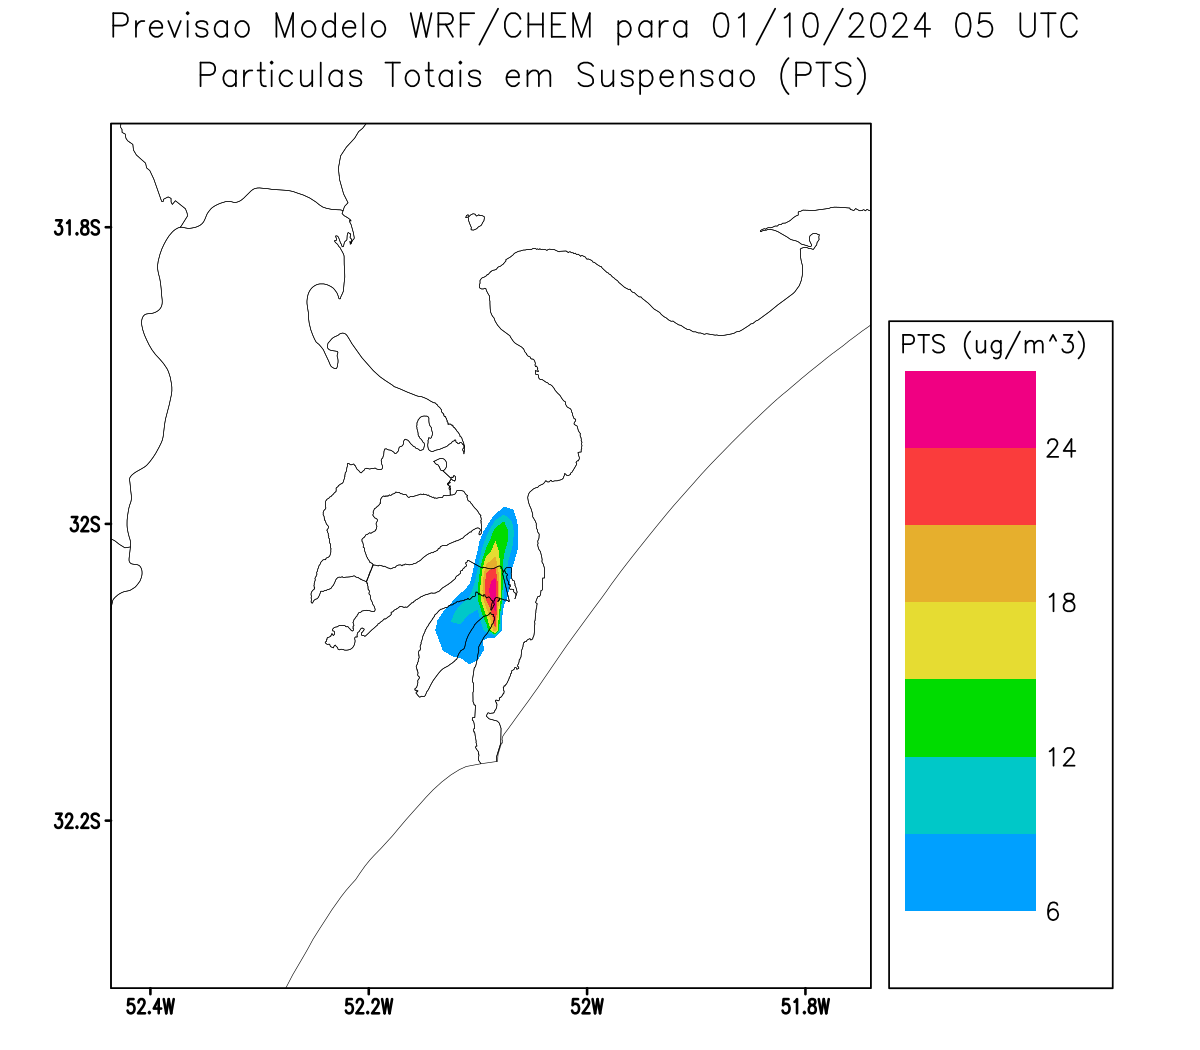 Previsao Modelo WRF/CHEM para 01/10/2024 05 UTC
Particulas Totais em Suspensao (PTS)
31.8S
32S
32.2S
52.4W
52.2W
52W
51.8W
PTS (ug/m^3)
24
18
12
6